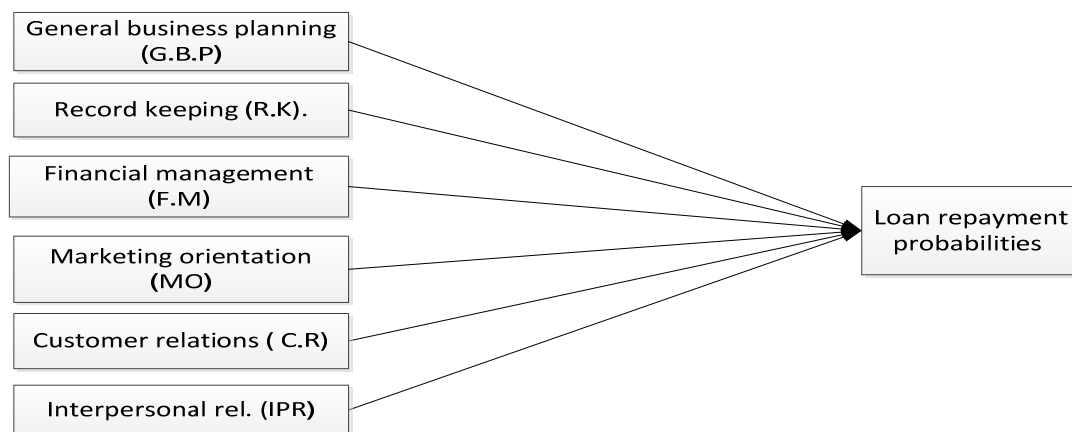 General business planning
(G.B.P)
Record keeping (R.K).
Financial management
(F.M)
Marketing orientation
(MO)
Customer relations ( C.R)
Interpersonal rel. (IPR)
Loan repayment
probabilities